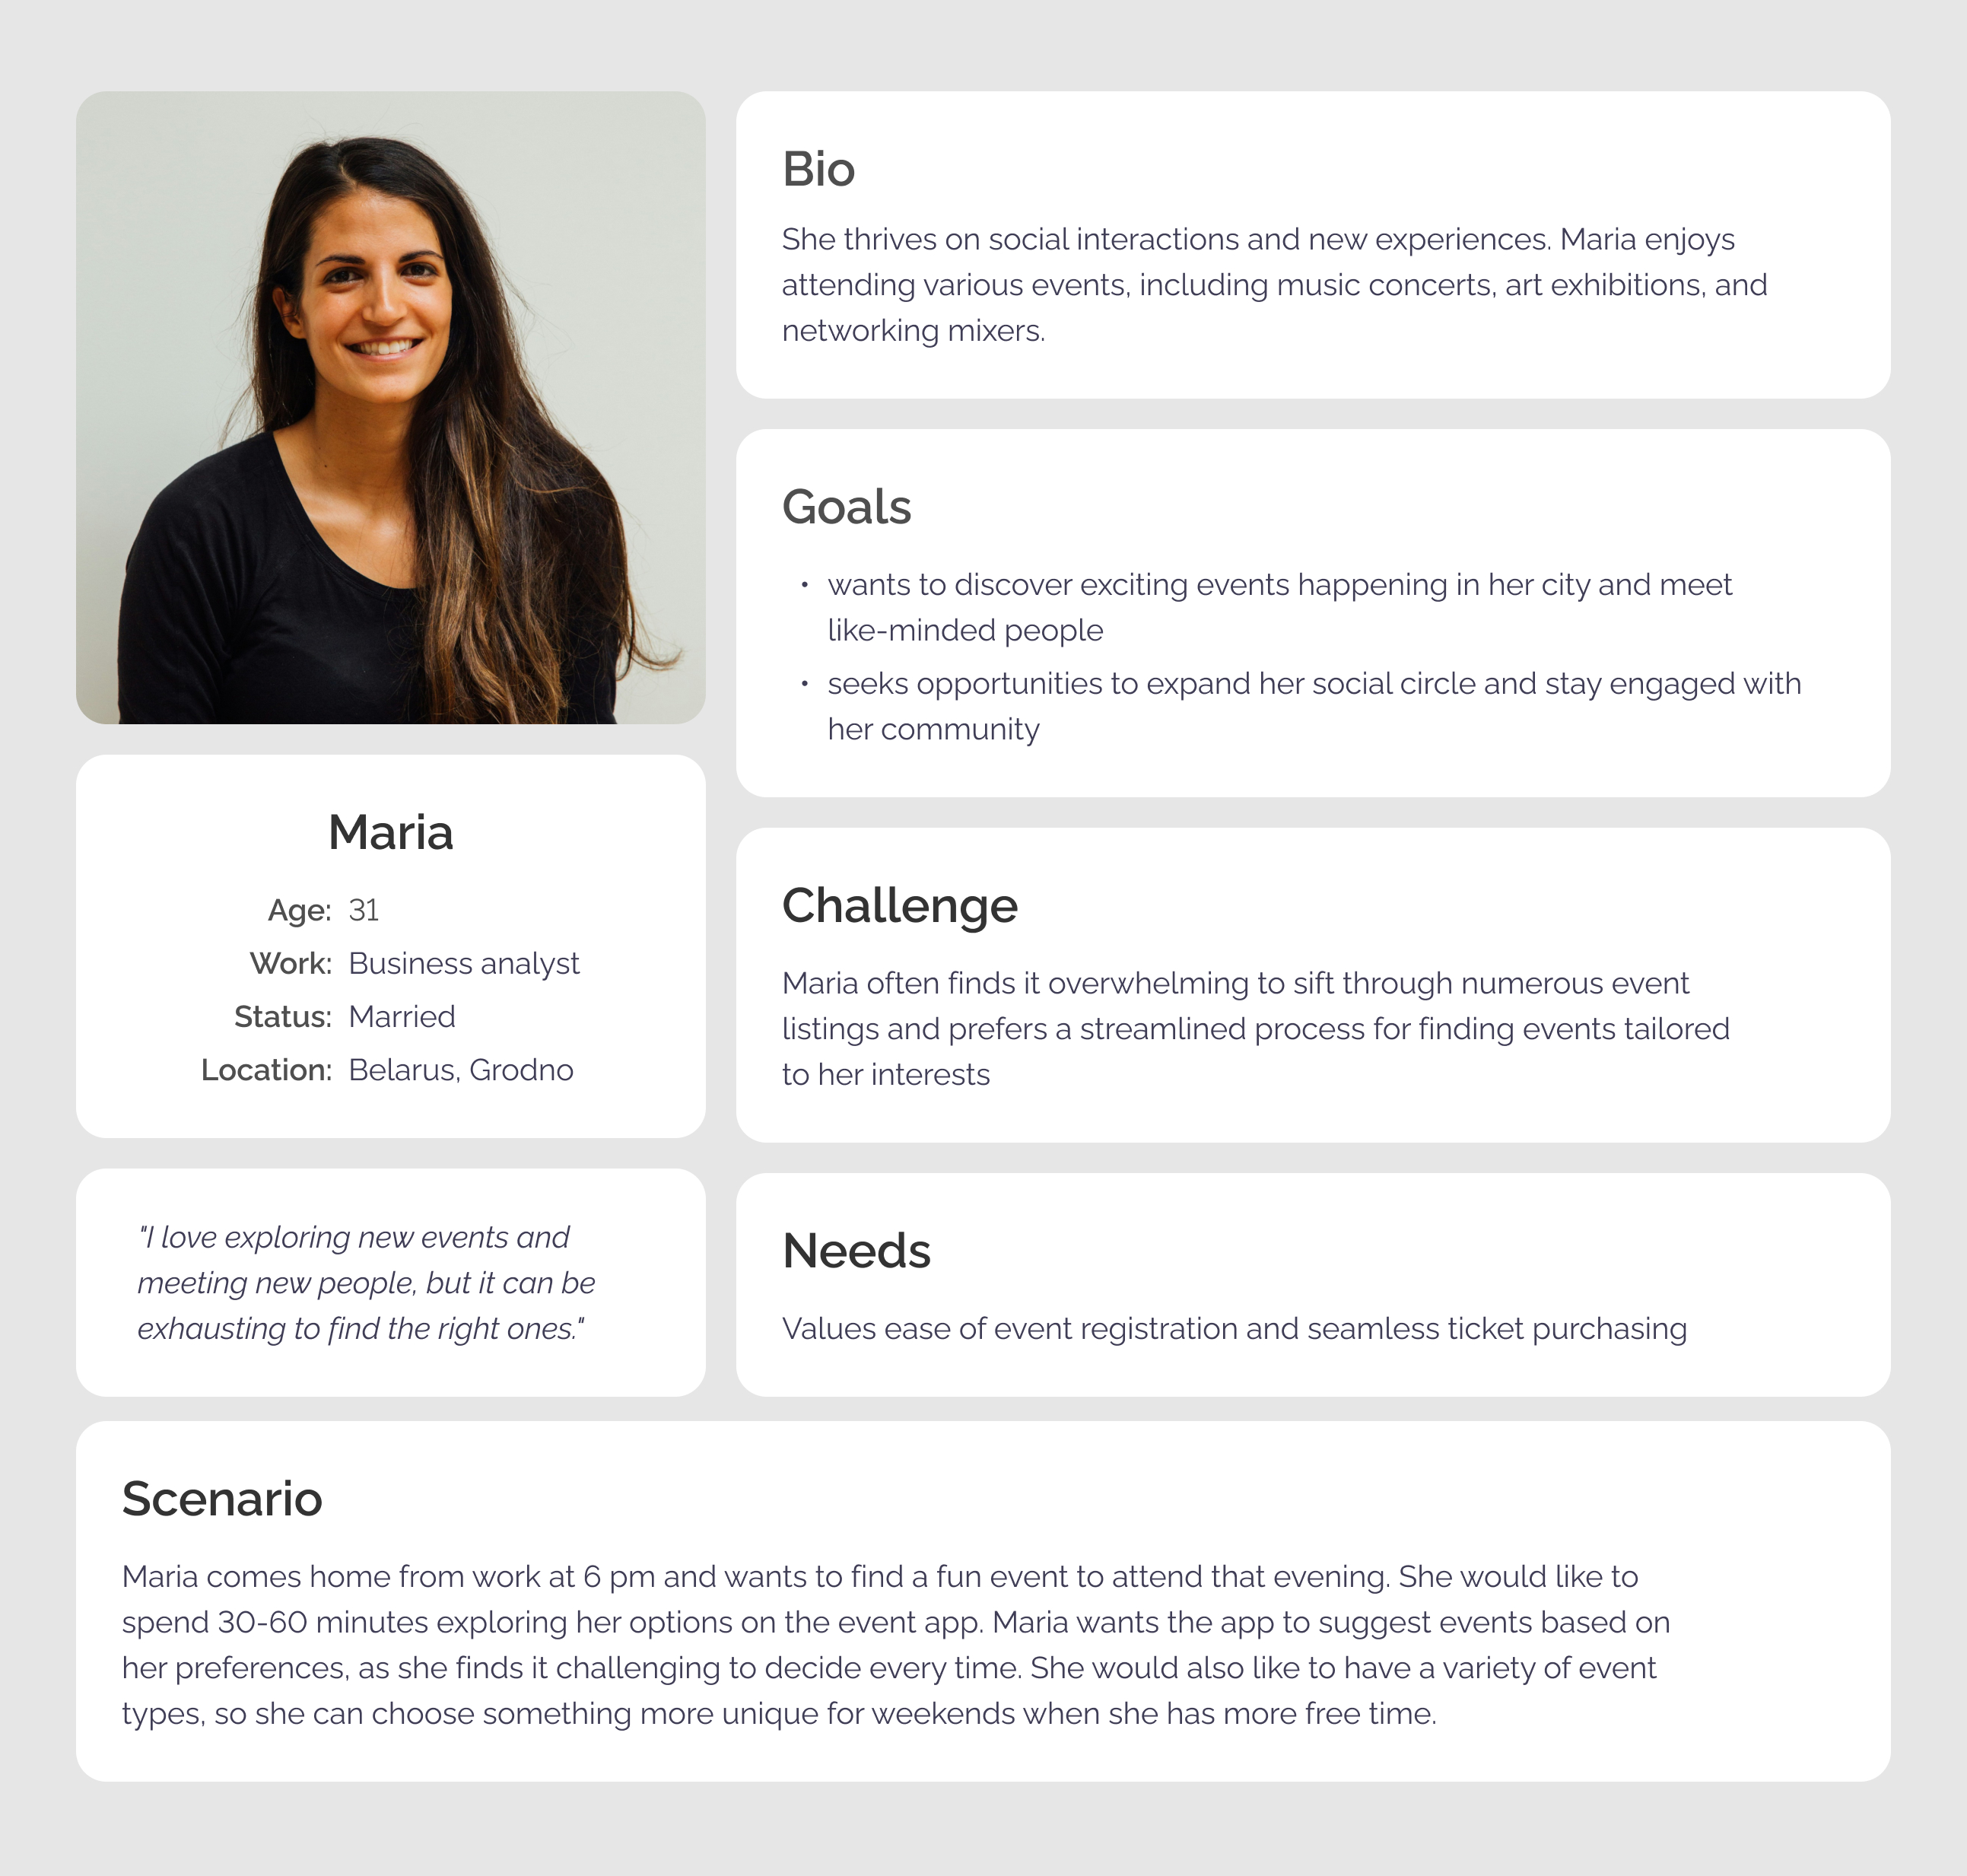 Maria
Age: 31
Work: Business analyst
Status: Married
Location: Belarus, Grodno
"I love exploring new events and
meeting new people, but it can be
exhausting to find the right ones."
Bio
She thrives on social interactions and new experiences. Maria enjoys
attending various events, including music concerts, art exhibitions, and
networking mixers.
Goals
• wants to discover exciting events happening in her city and meet
like-minded people
• seeks opportunities to expand her social circle and stay engaged with
her community
Challenge
Maria often finds it overwhelming to sift through numerous event
listings and prefers a streamlined process for finding events tailored
to her interests
Needs
Values ease of event registration and seamless ticket purchasing
Scenario
Maria comes home from work at 6 pm and wants to find a fun event to attend that evening. She would like to
spend 30-60 minutes exploring her options on the event app. Maria wants the app to suggest events based on
her preferences, as she finds it challenging to decide every time. She would also like to have a variety of event
types, so she can choose something more unique for weekends when she has more free time.